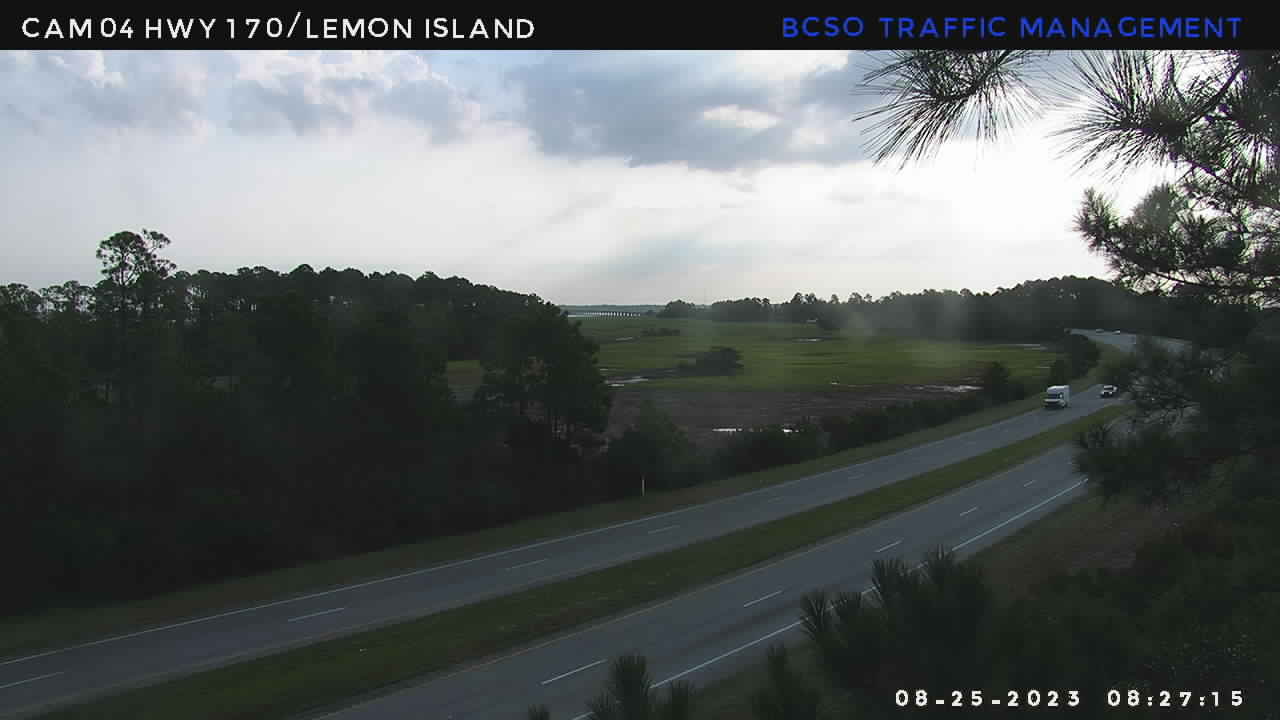 CAM04 HWY 170/LEMON ISLAND
BCSO TRAFFIC MANAGEMENT
08-25-2023 08:27:15